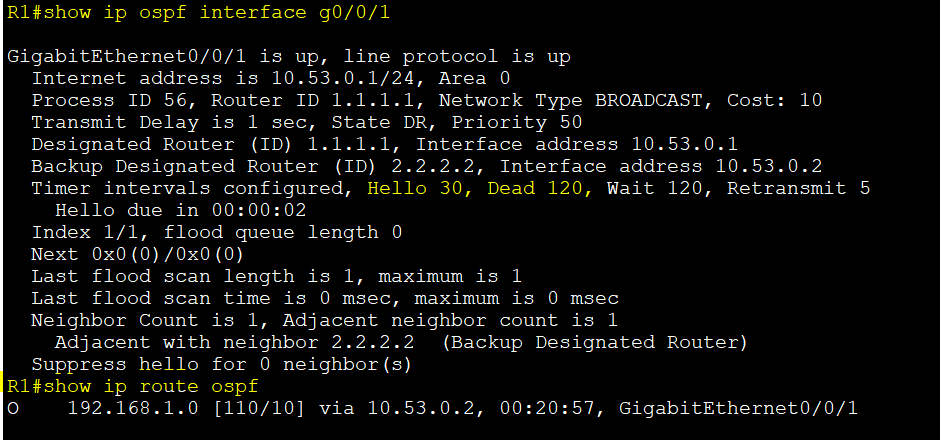 R1#show ip ospf interface g0/0/1
GigabitEthernet0/0/1 is up, line protocol is up
Internet address is 10.53.0.1/24, Area 0
Process ID 56, Router ID 1.1.1.1, Network Type BROADCAST, Cost: 10
Transmit Delay is 1 sec, State DR, Priority 50
Designated Router (ID) 1.1.1.1, Interface address 10.53.0.1
Backup Designated Router (ID) 2.2.2.2, Interface address 10.53.0.2
Timer intervals configured, Hello 30, Dead 120, Wait 120, Retransmit 5
Hello due in 00:00:02
Index 1/1, flood queue length 0
Next 0x0(0)/0x0(0)
Last flood scan length is 1, maximum is 1
Last flood scan time is 0 msec, maximum is 0 msec
Neighbor Count is 1, Adjacent neighbor count is 1
Adjacent with neighbor 2.2.2.2  (Backup Designated Router)
Suppress hello for 0 neighbor(s)
R1#show ip route ospf
O    192.168.1.0 [110/10] via 10.53.0.2, 00:20:57, GigabitEthernet0/0/1